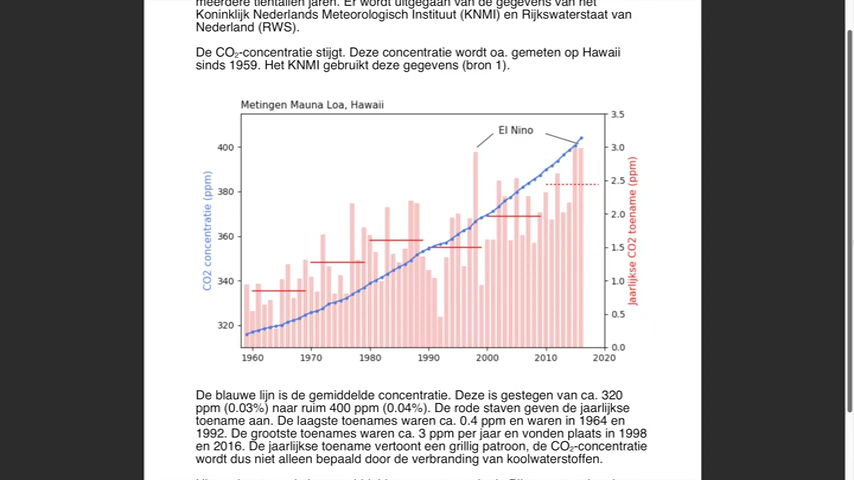 meerdere tientallen jaren. Er wordt uitgegaan van de gegevens van het
Koninklijk Nederlands Meteorologisch Instituut (KNMI) en Rijkswaterstaat van
Nederland (RWS).
De CO₂-concentratie stijgt. Deze concentratie wordt oa. gemeten op Hawaii
sinds 1959. Het KNMI gebruikt deze gegevens (bron 1).
Metingen Mauna Loa, Hawaii
El Nino
400
380
360
340
320
CO2 concentratie (ppm)
3.5
3.0
2.5
2.0
1.5
1.0
0.5
0.0
Jaarlijkse CO2 toename (ppm)
1960 1970 1980 1990 2000 2010 2020
De blauwe lijn is de gemiddelde concentratie. Deze is gestegen van ca. 320
ppm (0.03%) naar ruim 400 ppm (0.04%). De rode staven geven de jaarlijkse
toename aan. De laagste toenames waren ca. 0.4 ppm en waren in 1964 en
1992. De grootste toenames waren ca. 3 ppm per jaar en vonden plaats in 1998
en 2016. De jaarlijkse toename vertoont een grillig patroon, de CO₂-concentratie
wordt dus niet alleen bepaald door de verbranding van koolwaterstoffen.